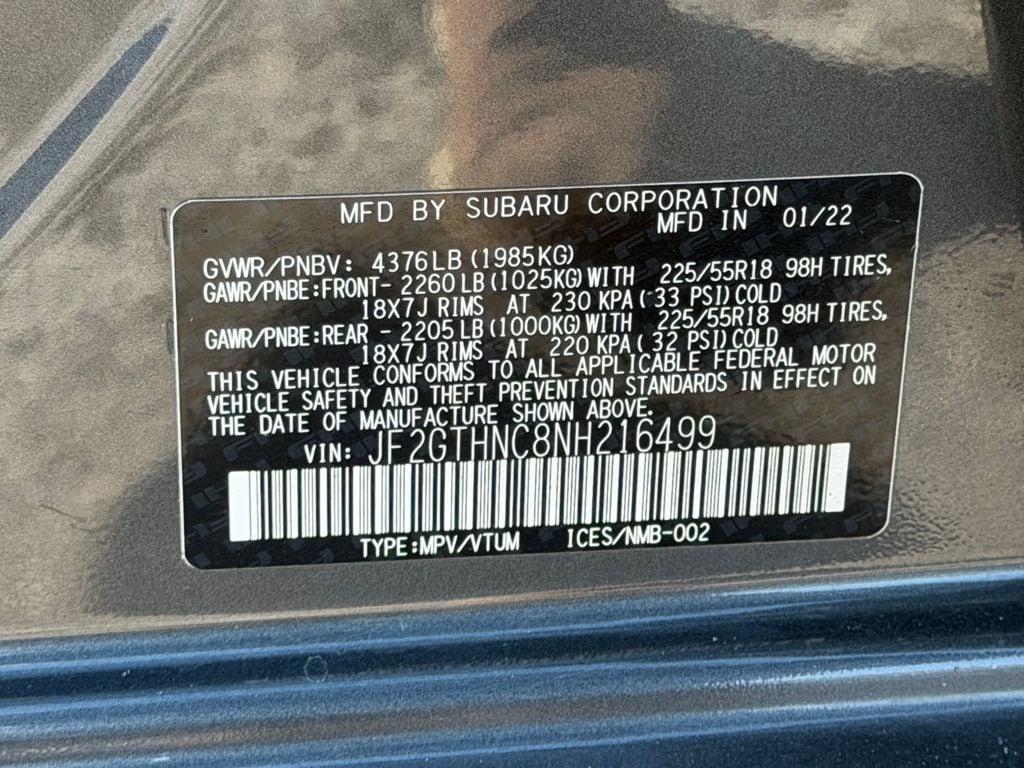 MFD BY SUBARU CORPORATION
MFD IN 01/22
GVWR/PNBV: 4376LB (1985KG)
GAWR/PNBE:FRONT- 2260LB (1025KG) WITH 225/55R18 98H TIRES,
18X7J RIMS AT 230 KPA ( 33 PSI) COLD
GAWR/PNBE:REAR - 2205LB (1000KG) WITH 225/55R18 98H TIRES,
18X7J RIMS AT 220 KPA ( 32 PSI) COLD
THIS VEHICLE CONFORMS TO ALL APPLICABLE FEDERAL MOTOR
VEHICLE SAFETY AND THEFT PREVENTION STANDARDS IN EFFECT ON
THE DATE OF MANUFACTURE SHOWN ABOVE.
VIN: JF2GTHNC8NH216499
TYPE:MPV/VTUM ICES/NMB-002